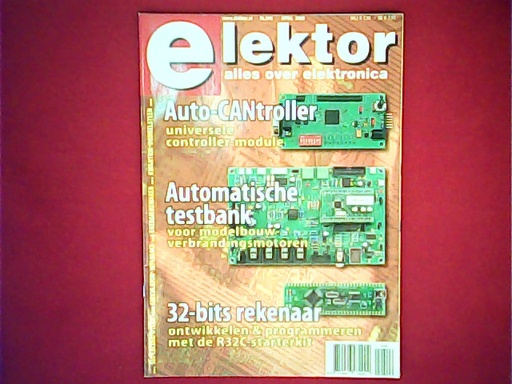 elektor
alles over elektronica
Auto-CANtroller
universele
controller-module
Automatische
testbank
voor modelbouw-
verbrandingsmotoren
32-bits rekenaar
ontwikkelen & programmeren
met de R32C-starterkit